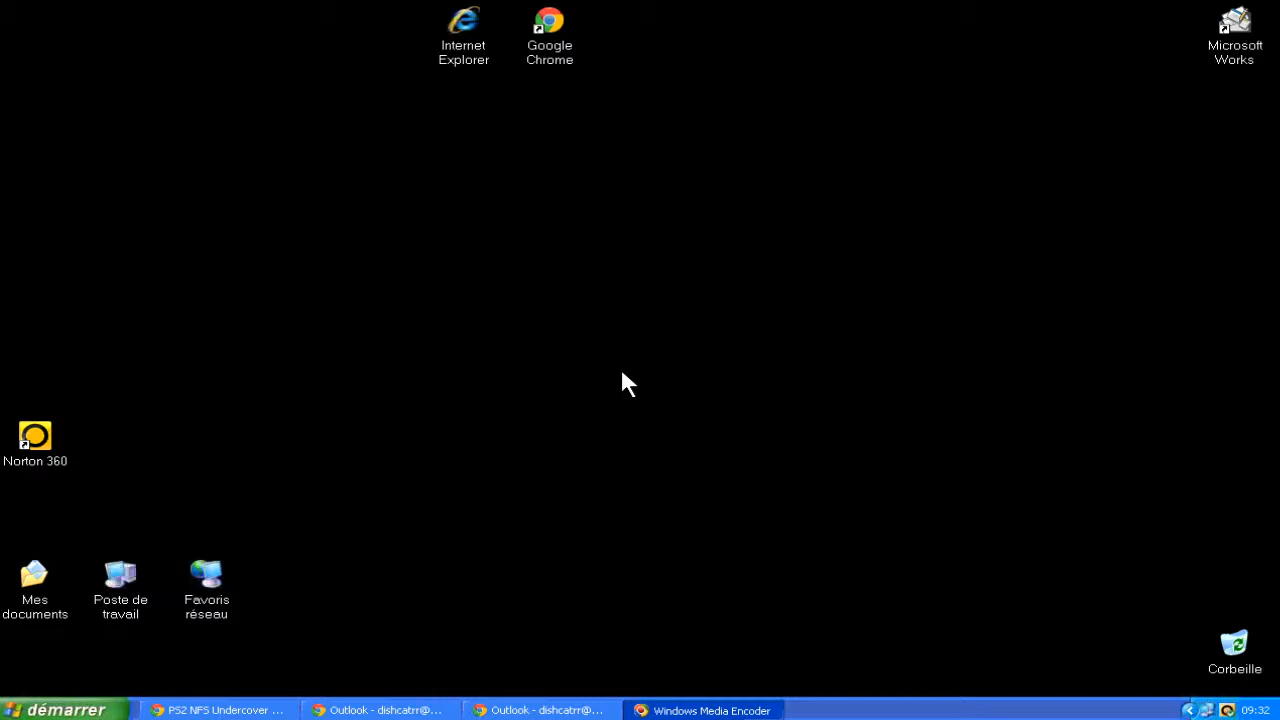 Internet
Explorer
Google
Chrome
Microsoft
Works
Norton 360
Mes
documents
Poste de
travail
Favoris
réseau
Corbeille
démarrer
PS2 NFS Undercover ...
Outlook - dishcatrr@...
Outlook - dishcatrr@...
Windows Media Encoder
09:32